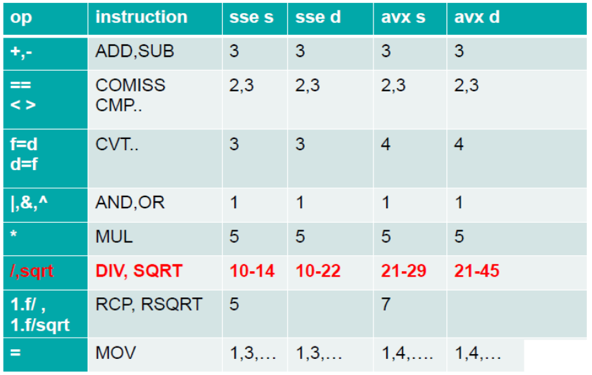 op instruction sse s sse d avx s avx d
+,- ADD,SUB 3 3 3 3
== COMISS 2,3 2,3 2,3 2,3
< > CMP..
f=d CVT.. 3 3 4 4
d=f
|,&,^ AND,OR 1 1 1 1
* MUL 5 5 5 5
/,sqrt DIV, SQRT 10-14 10-22 21-29 21-45
1.f/ , RCP, RSQRT 5 7
1.f/sqrt
= MOV 1,3,… 1,3,… 1,4,…. 1,4,…